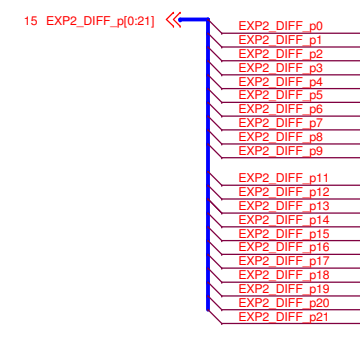 15 EXP2_DIFF_p[0:21]
EXP2_DIFF_p0
EXP2_DIFF_p1
EXP2_DIFF_p2
EXP2_DIFF_p3
EXP2_DIFF_p4
EXP2_DIFF_p5
EXP2_DIFF_p6
EXP2_DIFF_p7
EXP2_DIFF_p8
EXP2_DIFF_p9
EXP2_DIFF_p11
EXP2_DIFF_p12
EXP2_DIFF_p13
EXP2_DIFF_p14
EXP2_DIFF_p15
EXP2_DIFF_p16
EXP2_DIFF_p17
EXP2_DIFF_p18
EXP2_DIFF_p19
EXP2_DIFF_p20
EXP2_DIFF_p21